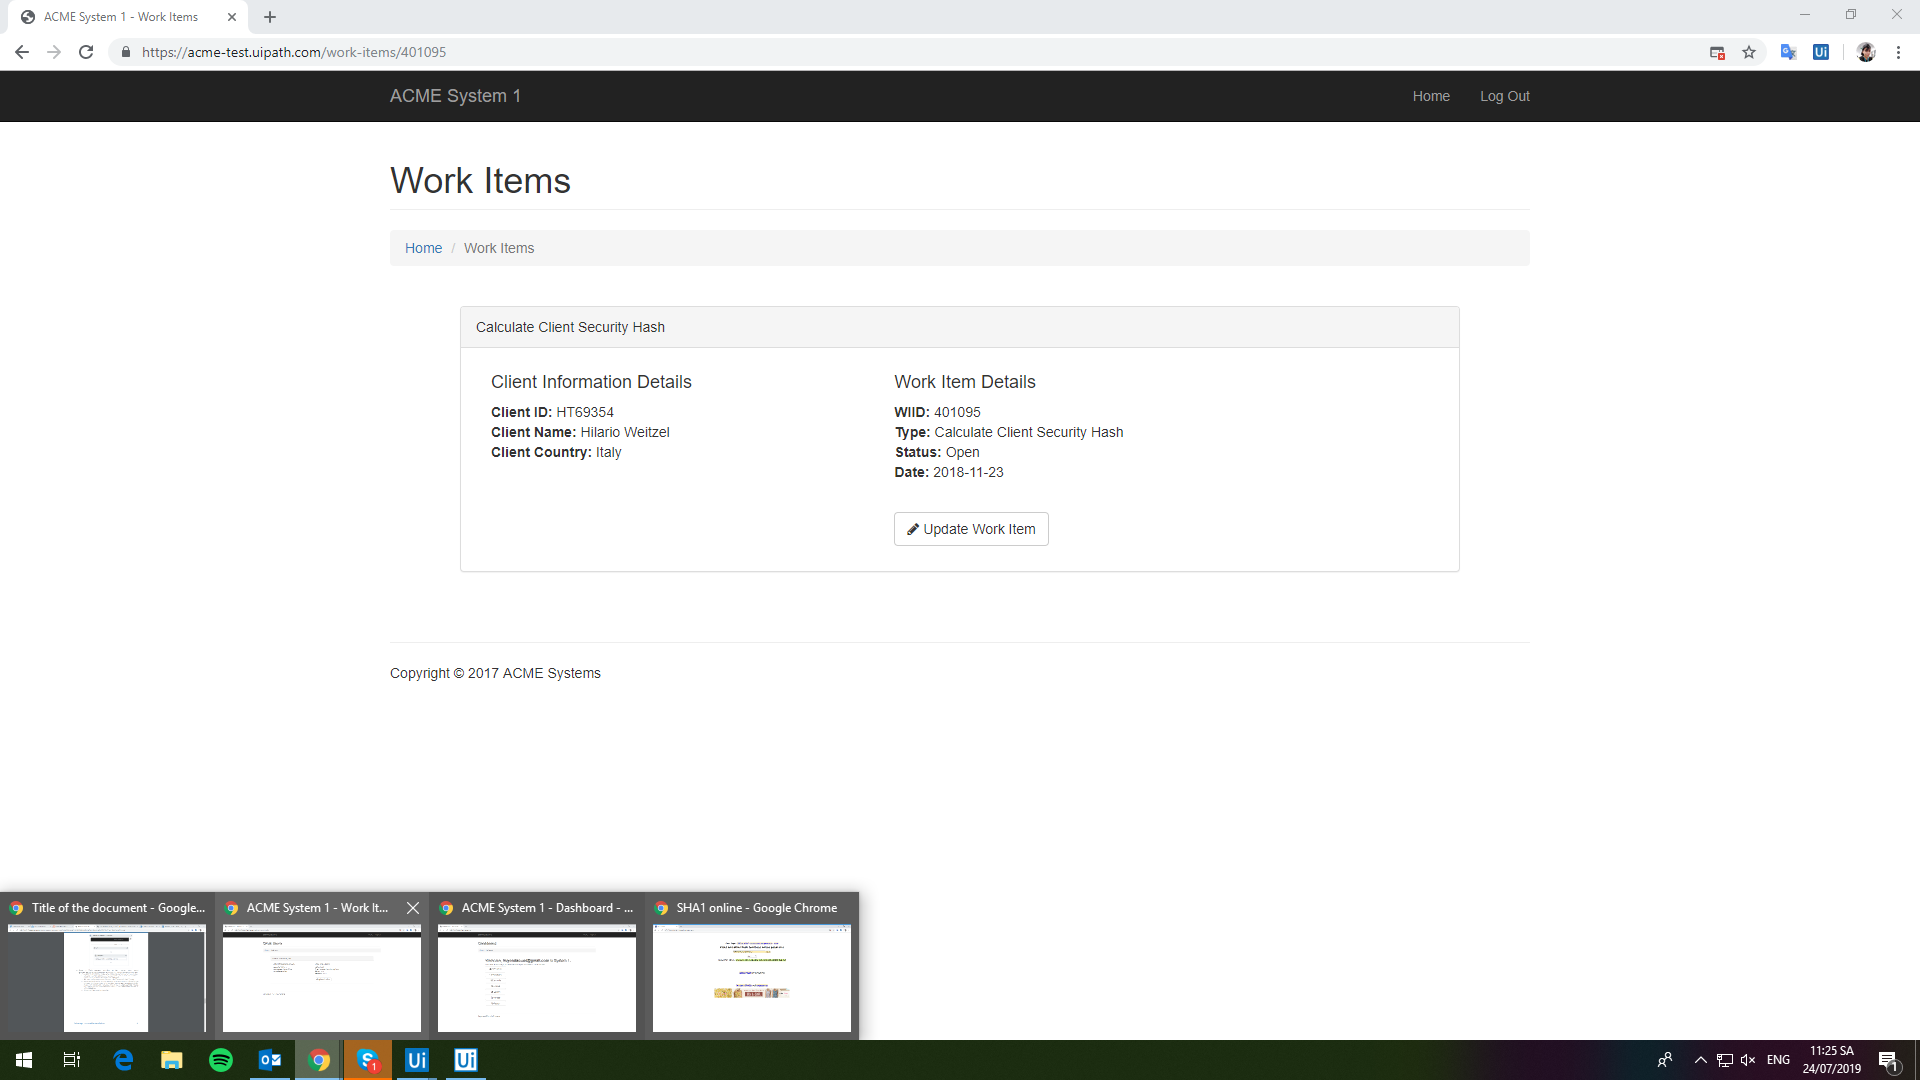 ACME System 1 - Work Items
https://acme-test.uipath.com/work-items/401095
ACME System 1
Home
Log Out
Work Items
Home / Work Items
Calculate Client Security Hash
Client Information Details
Client ID: HT69354
Client Name: Hilario Weitzel
Client Country: Italy
Work Item Details
WIID: 401095
Type: Calculate Client Security Hash
Status: Open
Date: 2018-11-23
Update Work Item
Copyright © 2017 ACME Systems
Title of the document - Google...
ACME System 1 - Work It...
ACME System 1 - Dashboard - ...
SHA1 online - Google Chrome
ENG
11:25 SA
24/07/2019